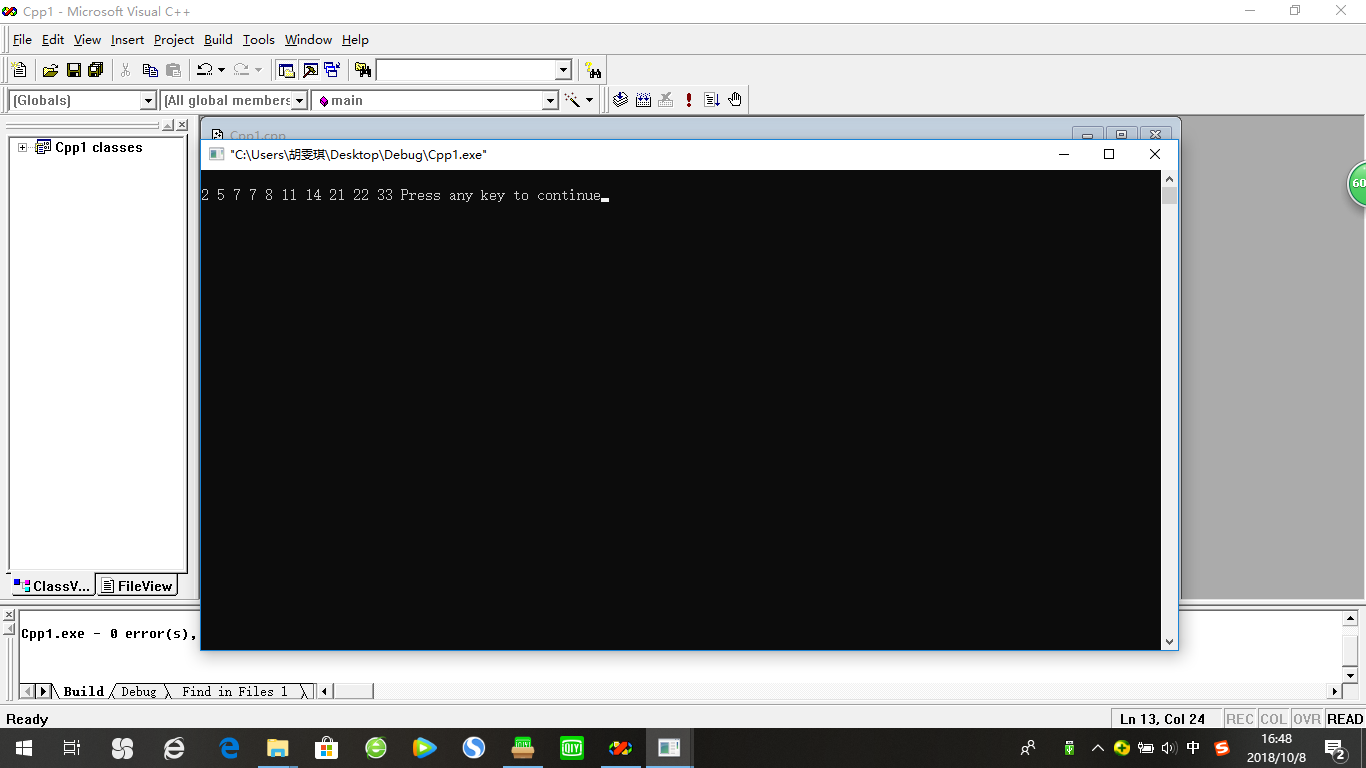 Cpp1 - Microsoft Visual C++
File Edit View Insert Project Build Tools Window Help
(Globals) (All global members main
Cpp1 classes
Cpp1.cpp
"C:\Users\胡雯琪\Desktop\Debug\Cpp1.exe"
2 5 7 7 8 11 14 21 22 33 Press any key to continue
60
ClassV... FileView
Cpp1.exe - 0 error(s),
Build Debug Find in Files 1
Ready Ln 13, Col 24 REC COL OVR READ
QIY
中
16:48
2018/10/8
2